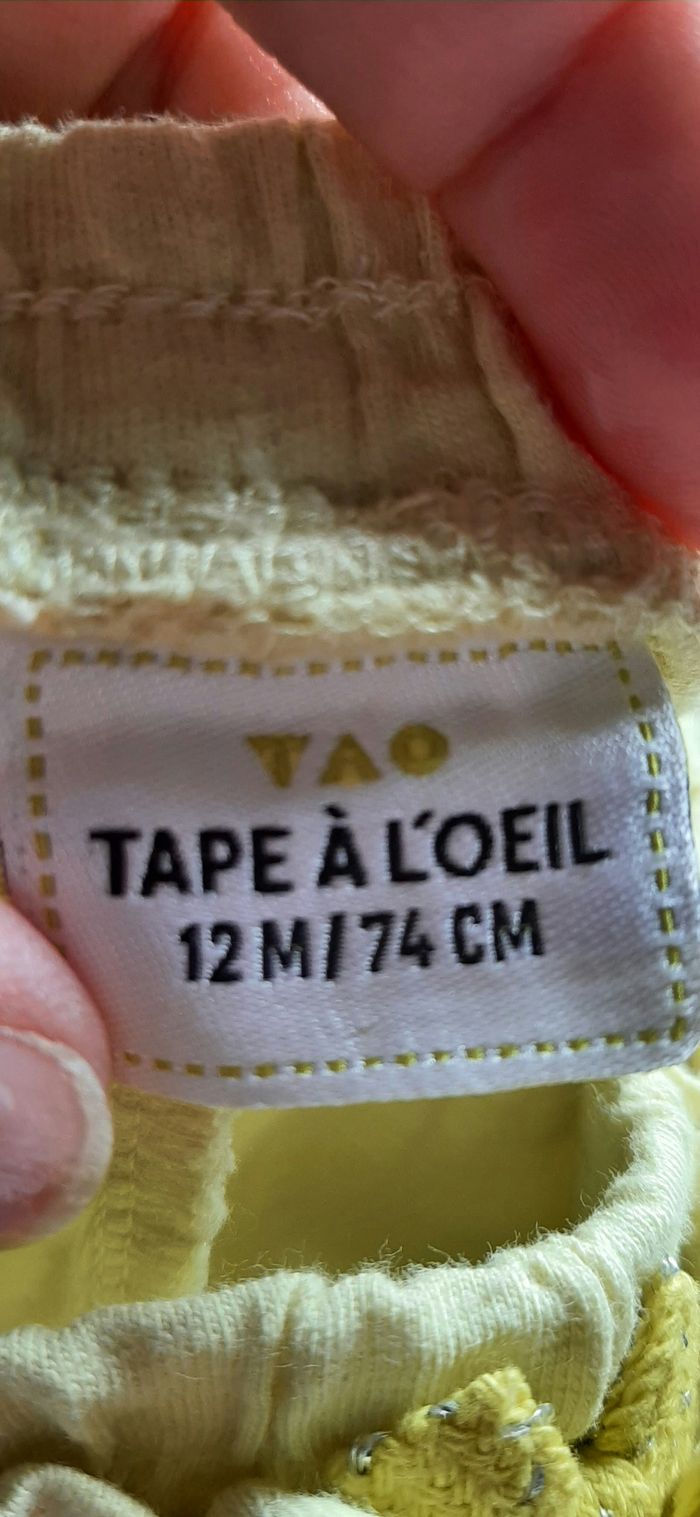 TAO
TAPE À L'OEIL
12 M/74 CM